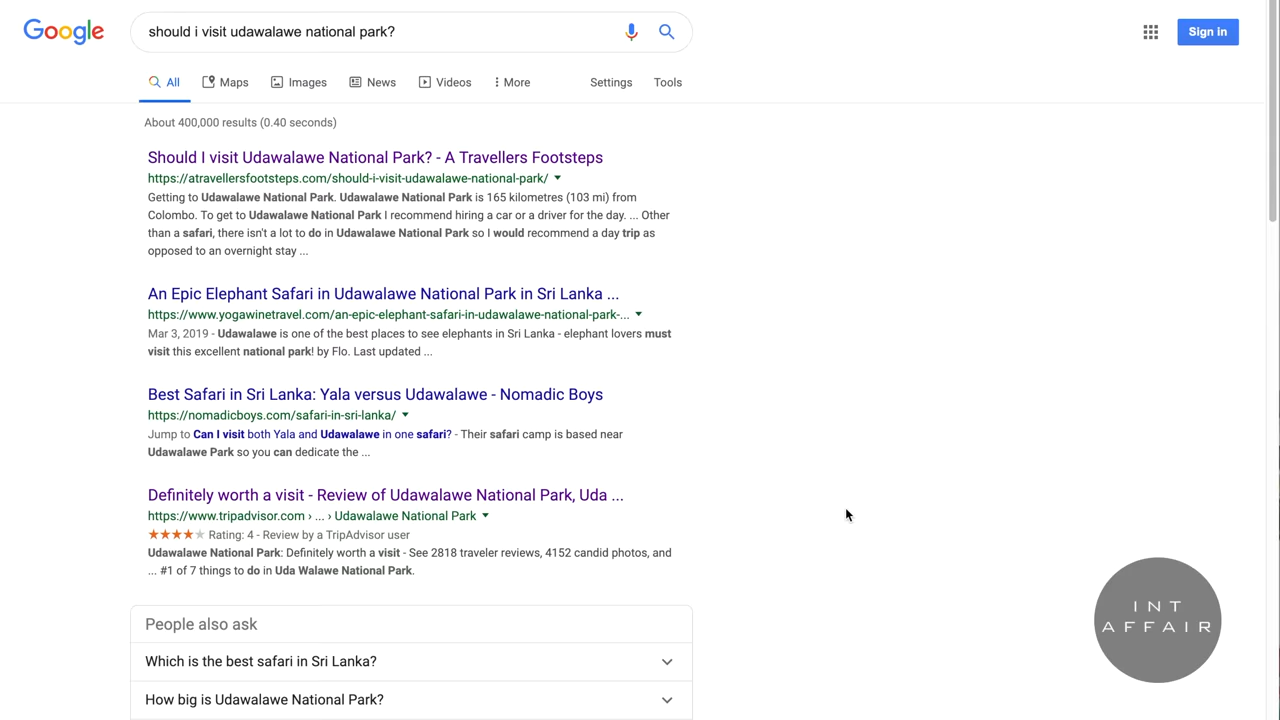 Google
should i visit udawalawe national park?
Sign in
All Maps Images News Videos More Settings Tools
About 400,000 results (0.40 seconds)
Should I visit Udawalawe National Park? - A Travellers Footsteps
https://atravellersfootsteps.com/should-i-visit-udawalawe-national-park/
Getting to Udawalawe National Park. Udawalawe National Park is 165 kilometres (103 mi) from
Colombo. To get to Udawalawe National Park I recommend hiring a car or a driver for the day. ... Other
than a safari, there isn't a lot to do in Udawalawe National Park so I would recommend a day trip as
opposed to an overnight stay ...
An Epic Elephant Safari in Udawalawe National Park in Sri Lanka ...
https://www.yogawinetravel.com/an-epic-elephant-safari-in-udawalawe-national-park-...
Mar 3, 2019 - Udawalawe is one of the best places to see elephants in Sri Lanka - elephant lovers must
visit this excellent national park! by Flo. Last updated ...
Best Safari in Sri Lanka: Yala versus Udawalawe - Nomadic Boys
https://nomadicboys.com/safari-in-sri-lanka/
Jump to Can I visit both Yala and Udawalawe in one safari? - Their safari camp is based near
Udawalawe Park so you can dedicate the ...
Definitely worth a visit - Review of Udawalawe National Park, Uda ...
https://www.tripadvisor.com › ... › Udawalawe National Park
Rating: 4 - Review by a TripAdvisor user
Udawalawe National Park: Definitely worth a visit - See 2818 traveler reviews, 4152 candid photos, and
... #1 of 7 things to do in Uda Walawe National Park.
People also ask
Which is the best safari in Sri Lanka?
How big is Udawalawe National Park?
INT
AFFAIR